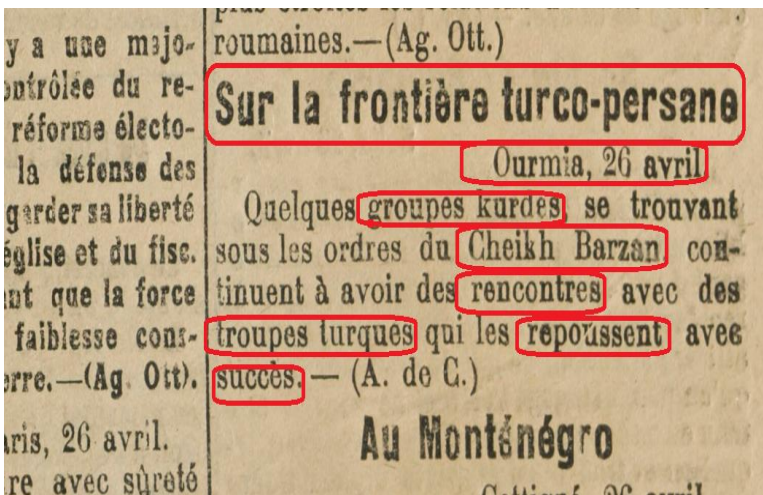 y a une majo-
ontrôlée du re-
réforme électo-
la défense des
garder sa liberté
église et du fisc.
ant que la force
faiblesse cons-
erre.—(Ag. Ott).
aris, 26 avril.
re avec sûreté
roumaines.—(Ag. Ott.)
Sur la frontière turco-persane
Ourmia, 26 avril
Quelques groupes kurdes, se trouvant
sous les ordres du Cheikh Barzan, con-
tinuent à avoir des rencontres avec des
troupes turques qui les repoussent avec
succès. — (A. de C.)
Au Monténégro